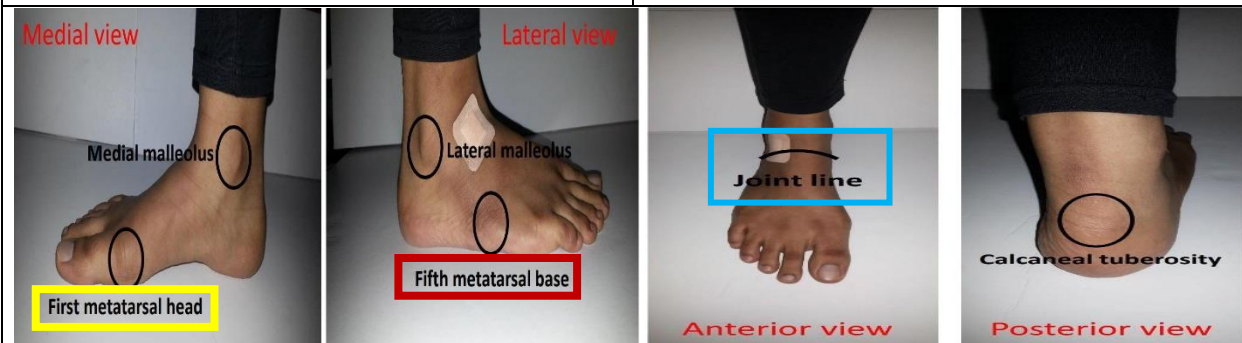 Medial view
Medial malleolus
First metatarsal head
Lateral view
Lateral malleolus
Fifth metatarsal base
Joint line
Anterior view
Calcaneal tuberosity
Posterior view